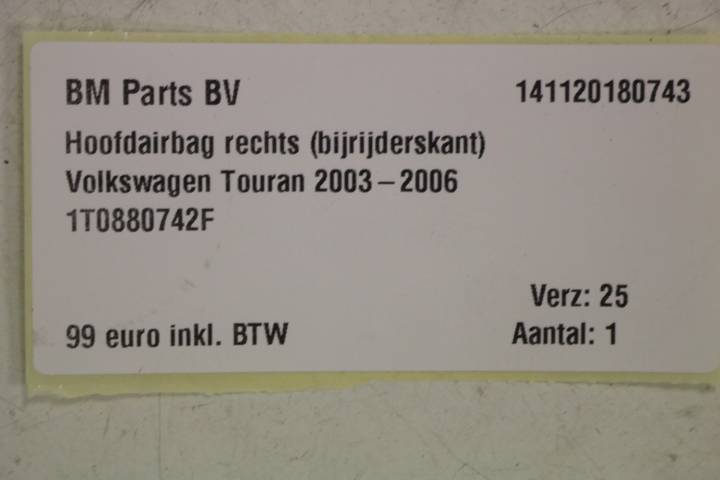 BM Parts BV 141120180743
Hoofdairbag rechts (bijrijderskant)
Volkswagen Touran 2003 – 2006
1T0880742F
Verz: 25
99 euro inkl. BTW Aantal: 1